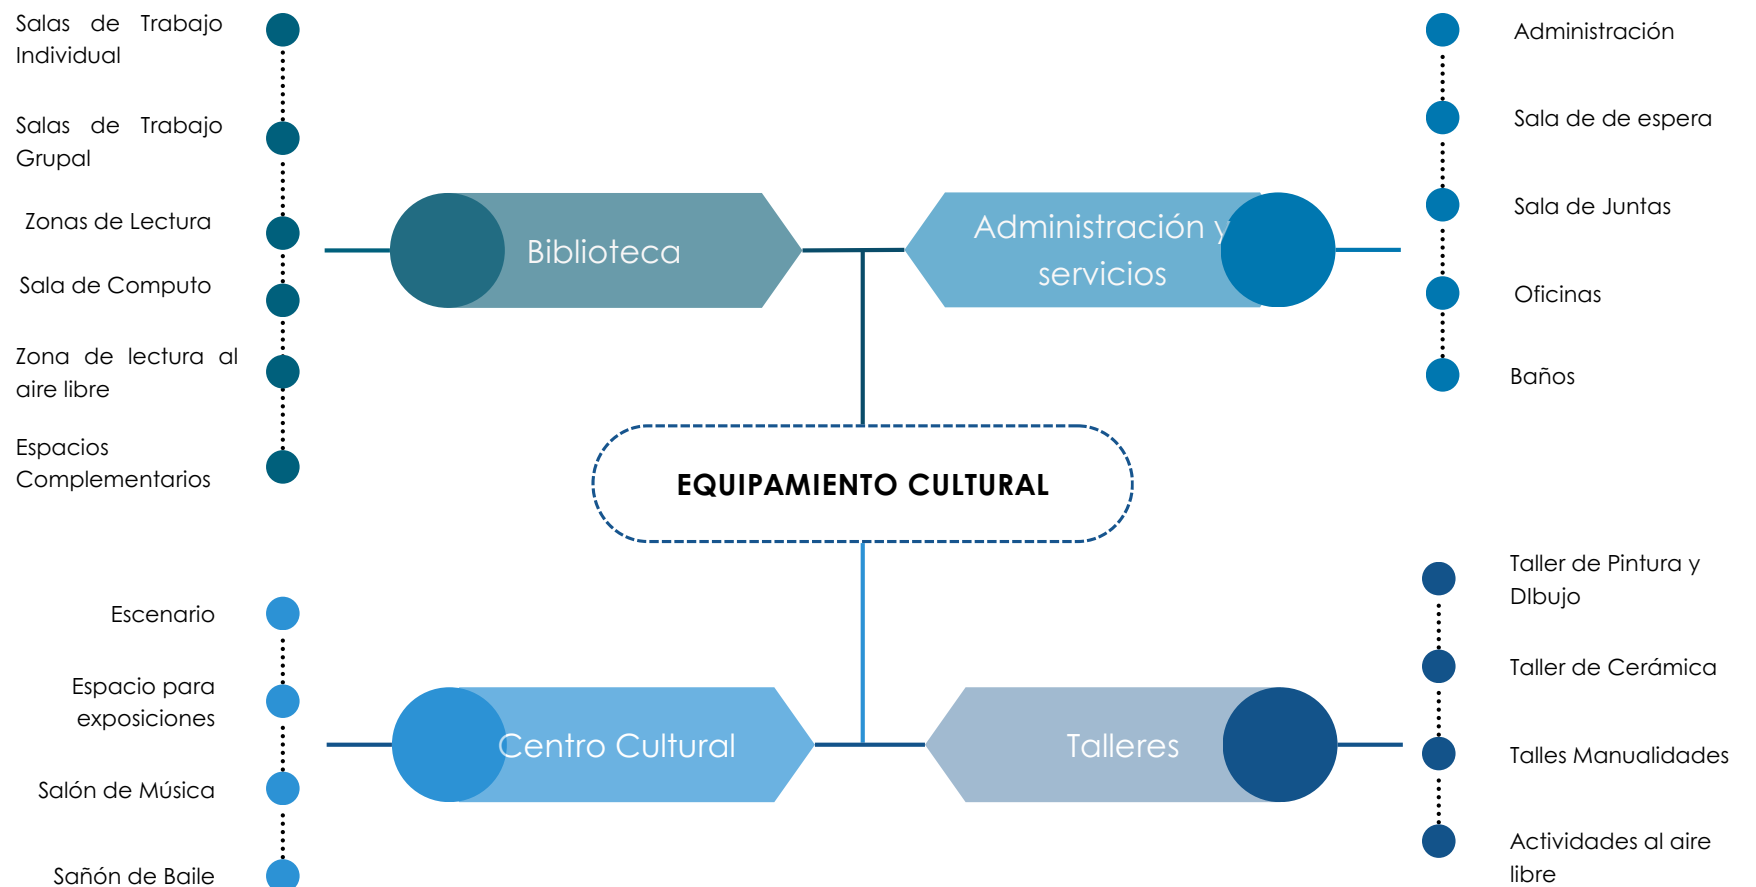 Salas de Trabajo
Individual
Salas de Trabajo
Grupal
Zonas de Lectura
Sala de Computo
Zona de lectura al
aire libre
Espacios
Complementarios
Biblioteca
Administración y
servicios
Administración
Sala de de espera
Sala de Juntas
Oficinas
Baños
EQUIPAMIENTO CULTURAL
Escenario
Espacio para
exposiciones
Salón de Música
Sañón de Baile
Centro Cultural
Talleres
Taller de Pintura y
DIbujo
Taller de Cerámica
Talles Manualidades
Actividades al aire
libre